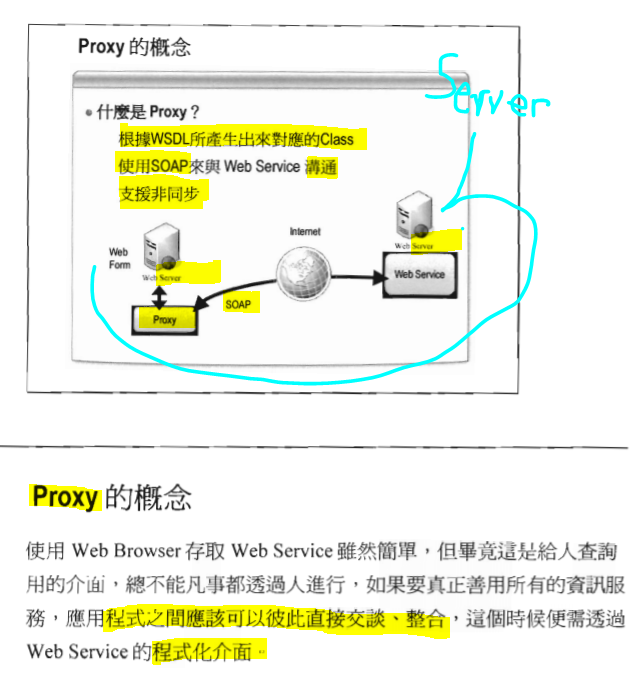 Proxy 的概念
Server
• 什麼是 Proxy？
根據WSDL所產生出來對應的Class
使用SOAP來與 Web Service 溝通
支援非同步
Internet
Web Form
Web Server
Web Server
Web Service
SOAP
Proxy
Proxy 的概念
使用 Web Browser 存取 Web Service 雖然簡單，但畢竟這是給人查詢
用的介面，總不能凡事都透過人進行，如果要真正善用所有的資訊服
務，應用程式之間應該可以彼此直接交談、整合，這個時候便需透過
Web Service 的程式化介面。